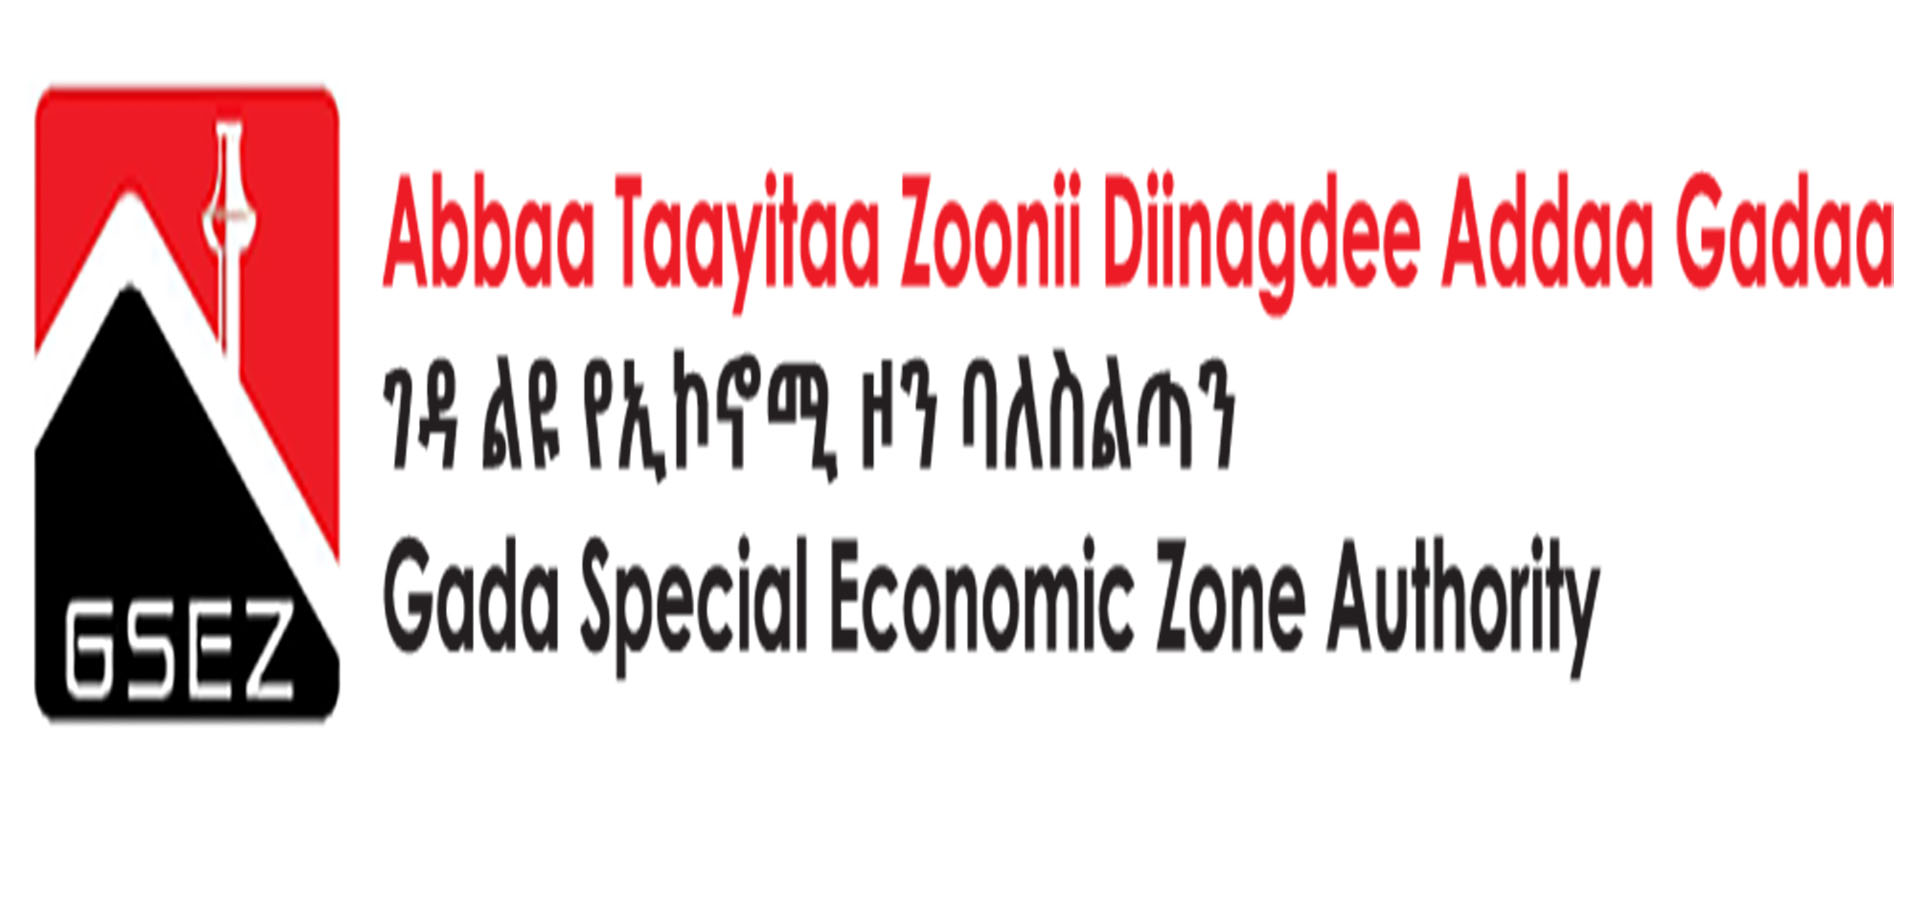 GSEZ
Abbaa Taayitaa Zoonii Diinagdee Addaa Gadaa
ገዳ ልዩ የኢኮኖሚ ዞን ባለስልጣን
Gada Special Economic Zone Authority